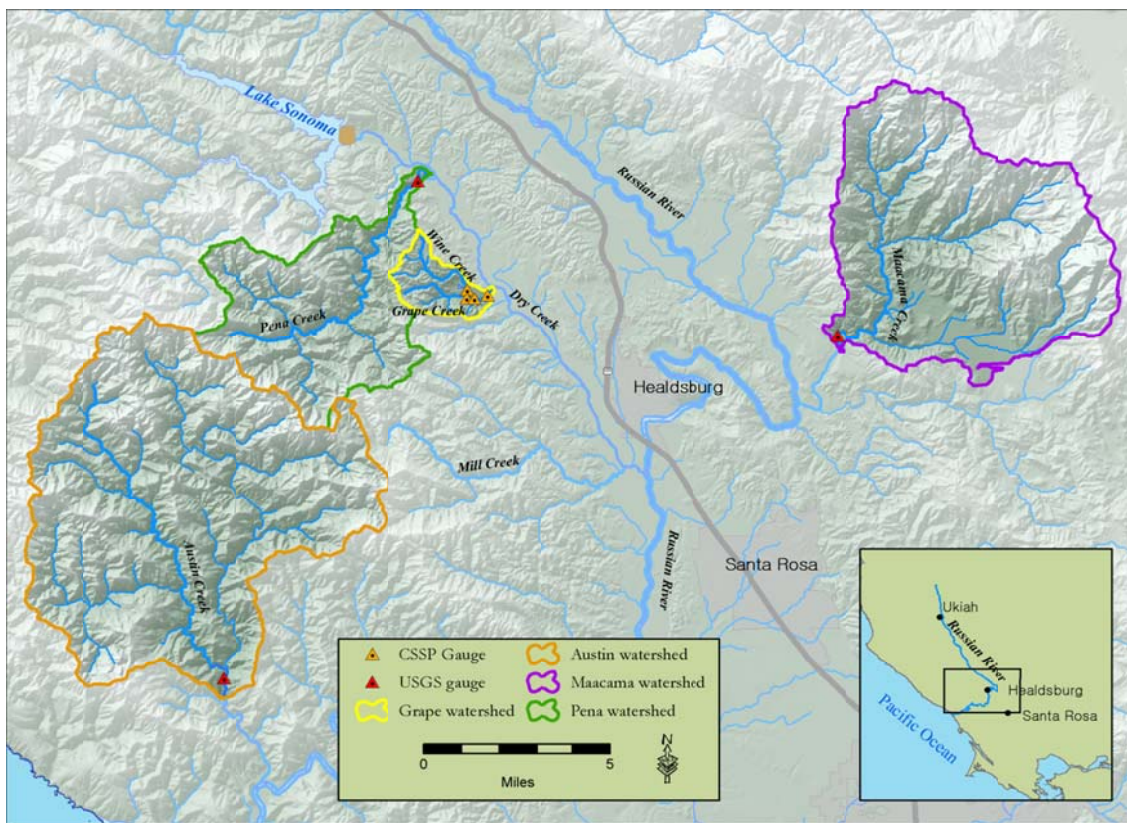 Lake Sonoma
Russian River
Wine Creek
Maacama Creek
Grape Creek
Dry Creek
Pena Creek
Healdsburg
Mill Creek
Austin Creek
Russian River
Santa Rosa
CSSP Gauge
USGS gauge
Grape watershed
Austin watershed
Maacama watershed
Pena watershed
0 5
Miles
N
Ukiah
Russian River
Healdsburg
Santa Rosa
Pacific Ocean